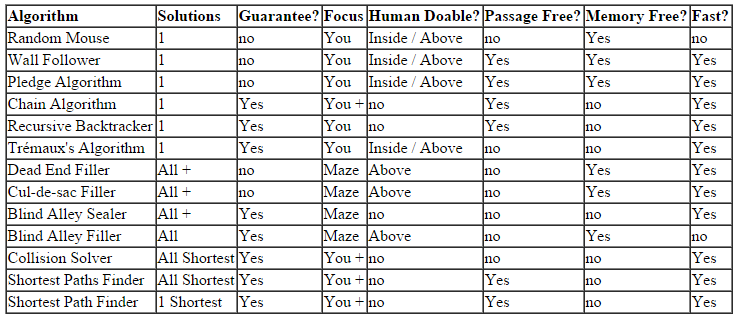 Algorithm Solutions Guarantee? Focus Human Doable? Passage Free? Memory Free? Fast?
Random Mouse 1 no You Inside / Above no Yes no
Wall Follower 1 no You Inside / Above Yes Yes Yes
Pledge Algorithm 1 no You Inside / Above Yes Yes Yes
Chain Algorithm 1 Yes You + no Yes no Yes
Recursive Backtracker 1 Yes You no Yes no Yes
Trémaux's Algorithm 1 Yes You Inside / Above no no Yes
Dead End Filler All + no Maze Above no Yes Yes
Cul-de-sac Filler All + no Maze Above no Yes Yes
Blind Alley Sealer All + Yes Maze no no no Yes
Blind Alley Filler All Yes Maze Above no Yes no
Collision Solver All Shortest Yes You + no no no Yes
Shortest Paths Finder All Shortest Yes You + no Yes no Yes
Shortest Path Finder 1 Shortest Yes You + no Yes no Yes